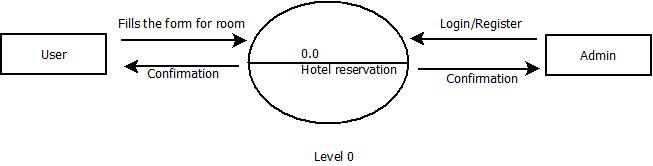 Fills the form for room
Login/Register
User
0.0
Hotel reservation
Admin
Confirmation
Confirmation
Level 0